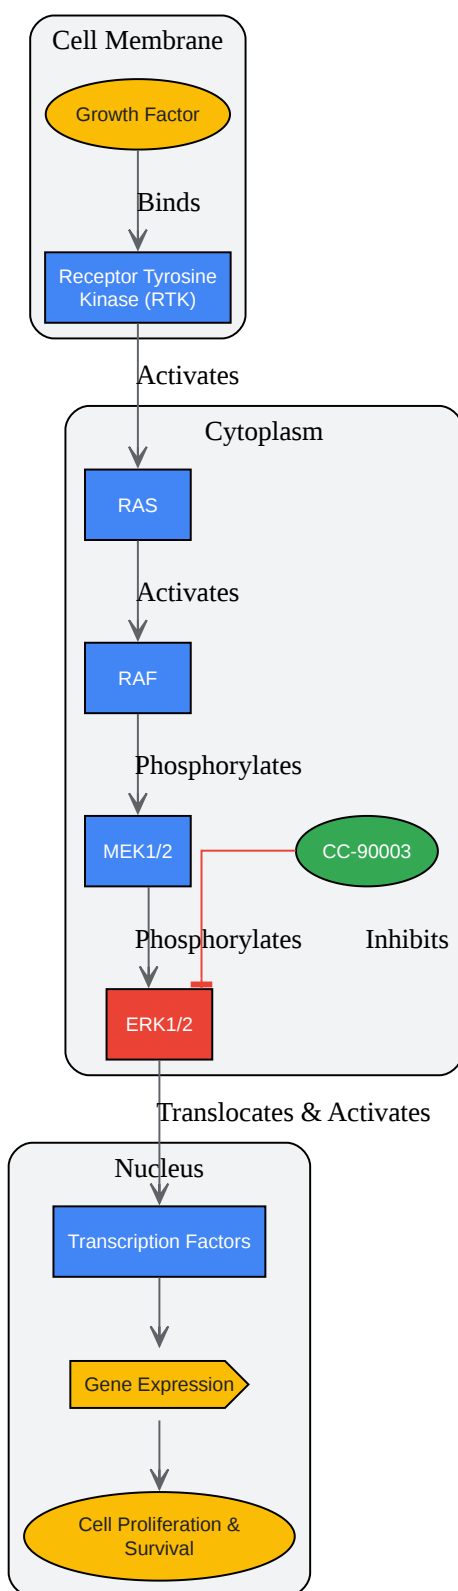 Cell Membrane
Growth Factor
Binds
Receptor Tyrosine
Kinase (RTK)
Activates
Cytoplasm
RAS
Activates
RAF
Phosphorylates
MEK1/2
CC-90003
Phosphorylates
Inhibits
ERK1/2
Translocates & Activates
Nucleus
Transcription Factors
Gene Expression
Cell Proliferation &
Survival